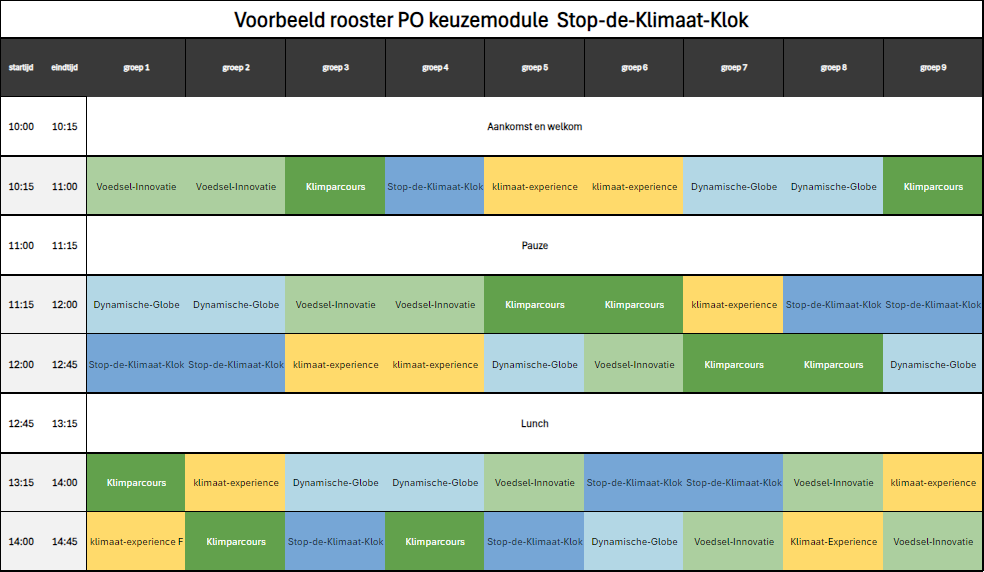 Voorbeeld rooster PO keuzemodule Stop-de-Klimaat-Klok
startijd eindtijd groep 1 groep 2 groep 3 groep 4 groep 5 groep 6 groep 7 groep 8 groep 9
10:00 10:15 Aankomst en welkom
10:15 11:00 Voedsel-Innovatie Voedsel-Innovatie Klimparcours Stop-de-Klimaat-Klok klimaat-experience klimaat-experience Dynamische-Globe Dynamische-Globe Klimparcours
11:00 11:15 Pauze
11:15 12:00 Dynamische-Globe Dynamische-Globe Voedsel-Innovatie Voedsel-Innovatie Klimparcours Klimparcours klimaat-experience Stop-de-Klimaat-Klok Stop-de-Klimaat-Klok
12:00 12:45 Stop-de-Klimaat-Klok Stop-de-Klimaat-Klok klimaat-experience klimaat-experience Dynamische-Globe Voedsel-Innovatie Klimparcours Klimparcours Dynamische-Globe
12:45 13:15 Lunch
13:15 14:00 Klimparcours klimaat-experience Dynamische-Globe Dynamische-Globe Voedsel-Innovatie Stop-de-Klimaat-Klok Stop-de-Klimaat-Klok Voedsel-Innovatie klimaat-experience
14:00 14:45 klimaat-experience F Klimparcours Stop-de-Klimaat-Klok Klimparcours Stop-de-Klimaat-Klok Dynamische-Globe Voedsel-Innovatie Klimaat-Experience Voedsel-Innovatie